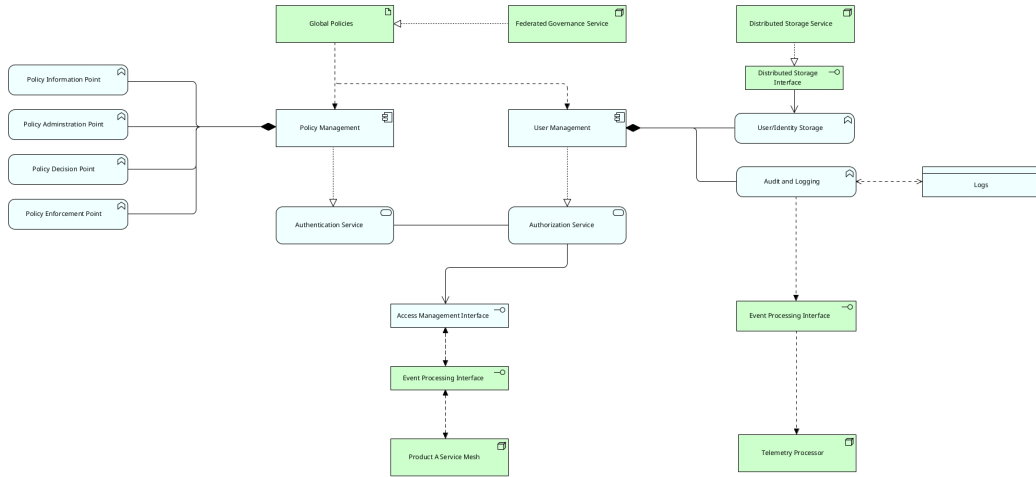 Global Policies
Federated Governance Service
Distributed Storage Service
Policy Information Point
Distributed Storage
Interface
Policy Adminstration Point
Policy Management
User Management
User/Identity Storage
Policy Decision Point
Audit and Logging
Logs
Policy Enforcement Point
Authentication Service
Authorization Service
Access Management Interface
Event Processing Interface
Event Processing Interface
Product A Service Mesh
Telemetry Processor